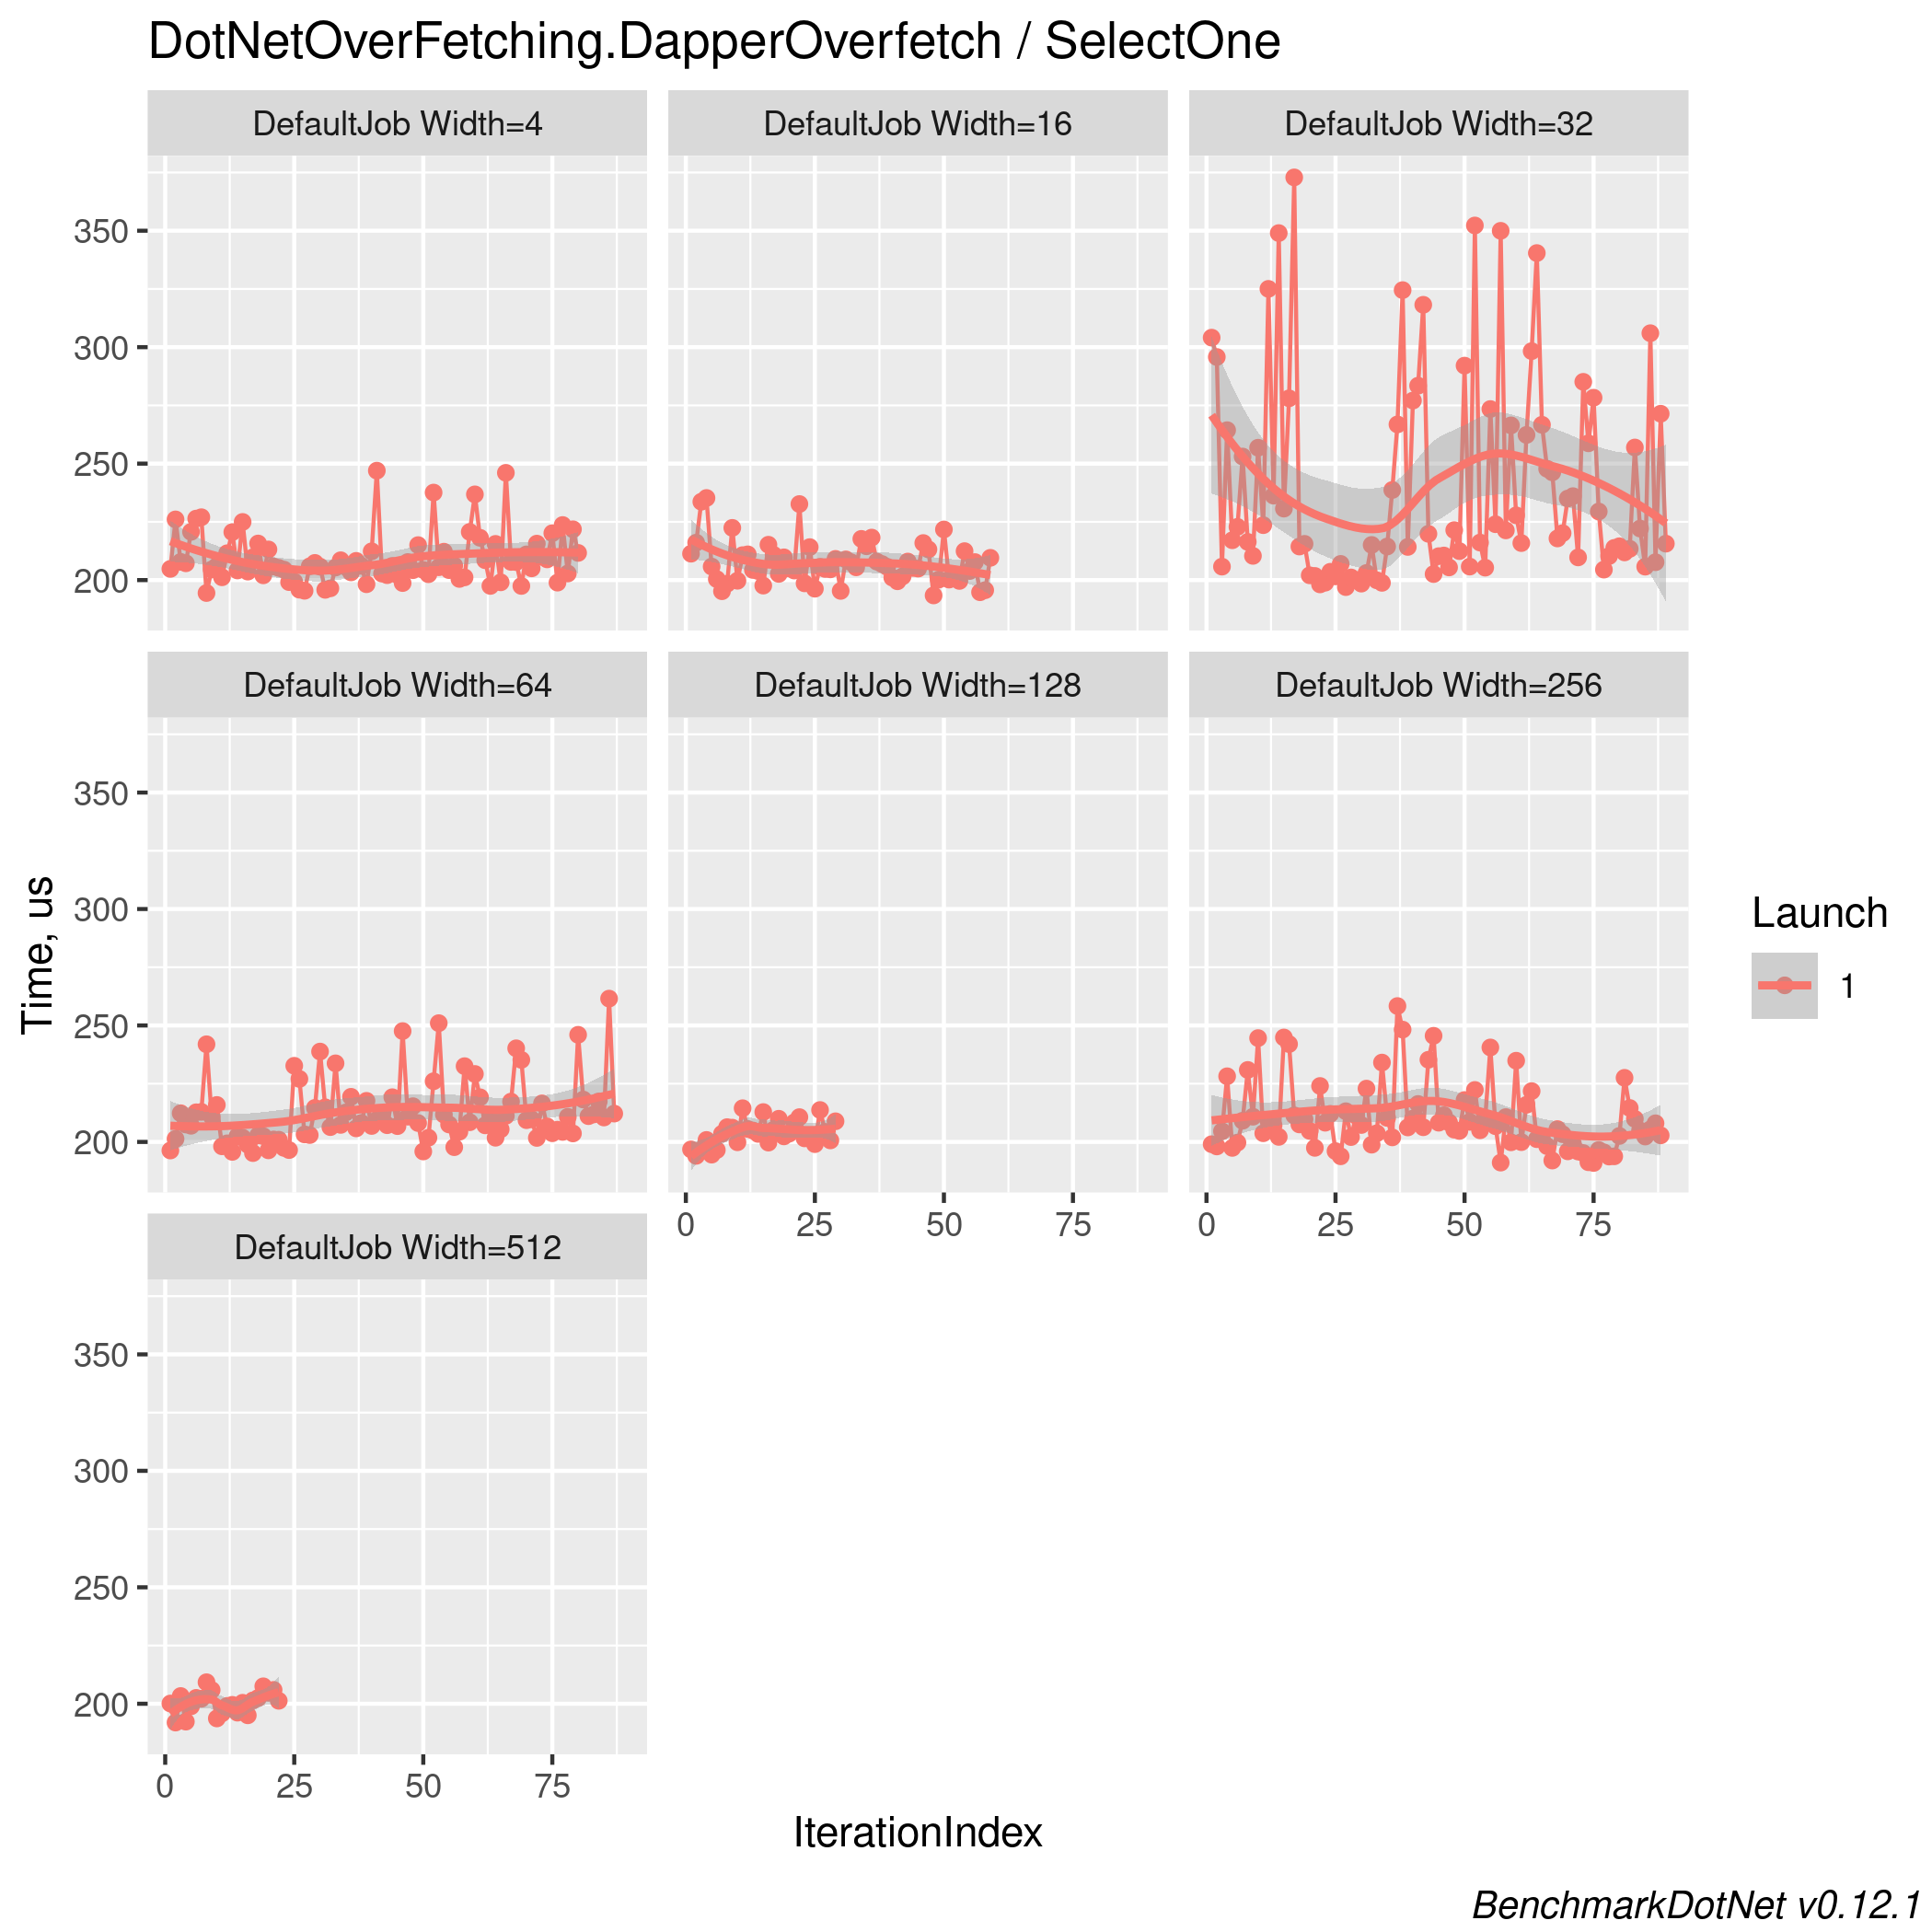 DotNetOverFetching.DapperOverfetch / SelectOne
DefaultJob Width=4
DefaultJob Width=16
DefaultJob Width=32
350
300
250
200
DefaultJob Width=64
DefaultJob Width=128
DefaultJob Width=256
350
300
250
200
0 25 50 75
0 25 50 75
DefaultJob Width=512
350
300
250
200
0 25 50 75
Time, us
IterationIndex
Launch
1
BenchmarkDotNet v0.12.1